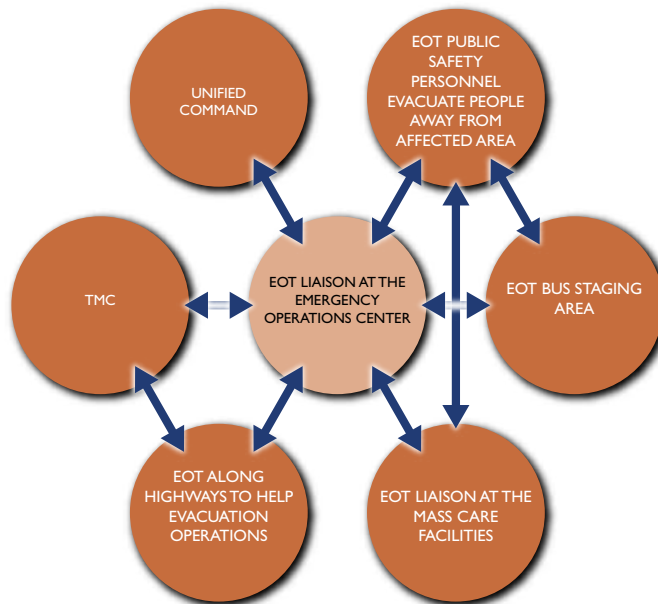 UNIFIED
COMMAND
EOT PUBLIC
SAFETY
PERSONNEL
EVACUATE PEOPLE
AWAY FROM
AFFECTED AREA
TMC
EOT LIAISON AT THE
EMERGENCY
OPERATIONS CENTER
EOT BUS STAGING
AREA
EOT ALONG
HIGHWAYS TO HELP
EVACUATION
OPERATIONS
EOT LIAISON AT THE
MASS CARE
FACILITIES